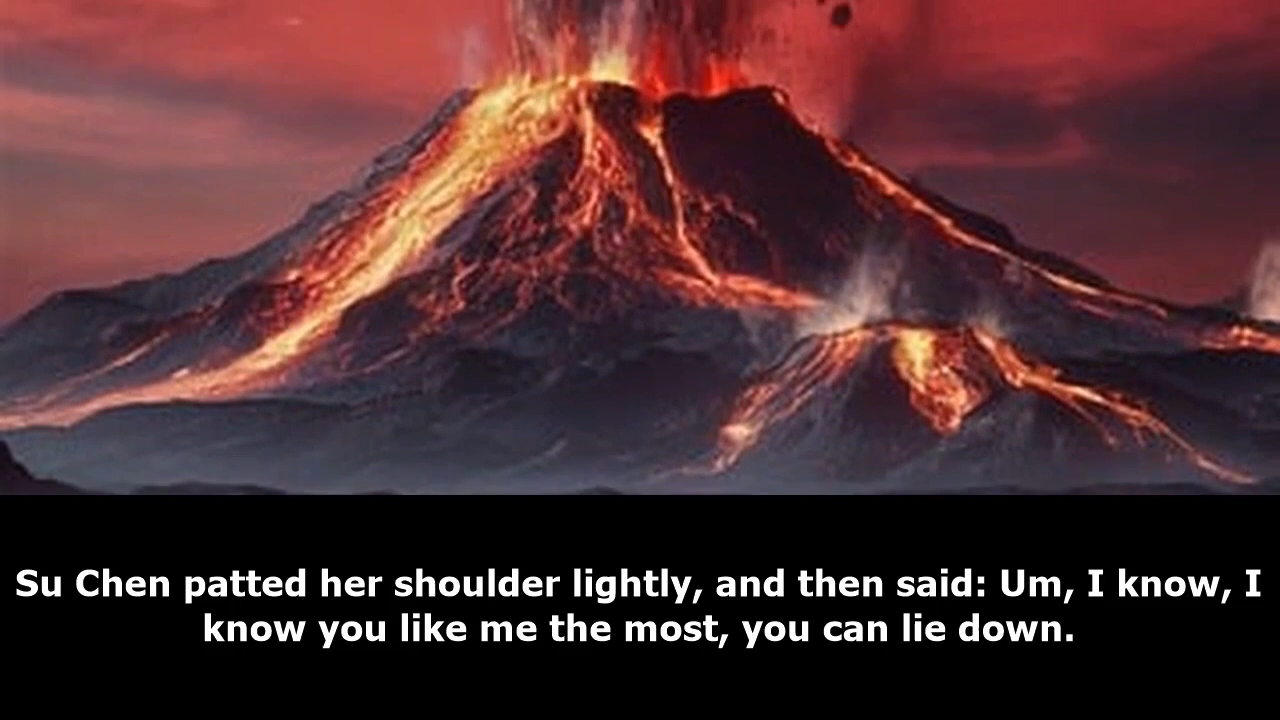 Su Chen patted her shoulder lightly, and then said: Um, I know, I
know you like me the most, you can lie down.